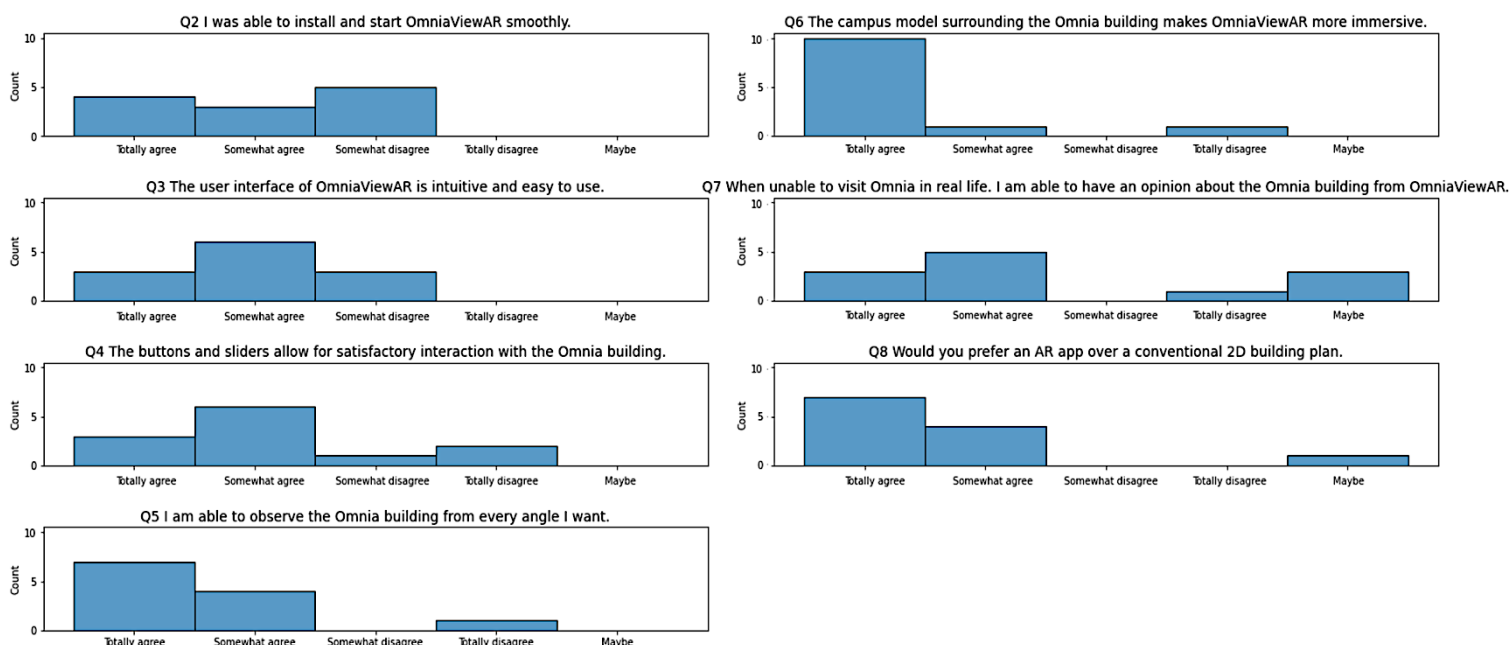 Q2 I was able to install and start OmniaViewAR smoothly.
10
5
0
Count
Totally agree Somewhat agree Somewhat disagree Totally disagree Maybe
Q3 The user interface of OmniaViewAR is intuitive and easy to use.
10
5
0
Count
Totally agree Somewhat agree Somewhat disagree Totally disagree Maybe
Q4 The buttons and sliders allow for satisfactory interaction with the Omnia building.
10
5
0
Count
Totally agree Somewhat agree Somewhat disagree Totally disagree Maybe
Q5 I am able to observe the Omnia building from every angle I want.
10
5
0
Count
Totally agree Somewhat agree Somewhat disagree Totally disagree Maybe
Q6 The campus model surrounding the Omnia building makes OmniaViewAR more immersive.
10
5
0
Count
Totally agree Somewhat agree Somewhat disagree Totally disagree Maybe
Q7 When unable to visit Omnia in real life. I am able to have an opinion about the Omnia building from OmniaViewAR.
10
5
0
Count
Totally agree Somewhat agree Somewhat disagree Totally disagree Maybe
Q8 Would you prefer an AR app over a conventional 2D building plan.
10
5
0
Count
Totally agree Somewhat agree Somewhat disagree Totally disagree Maybe